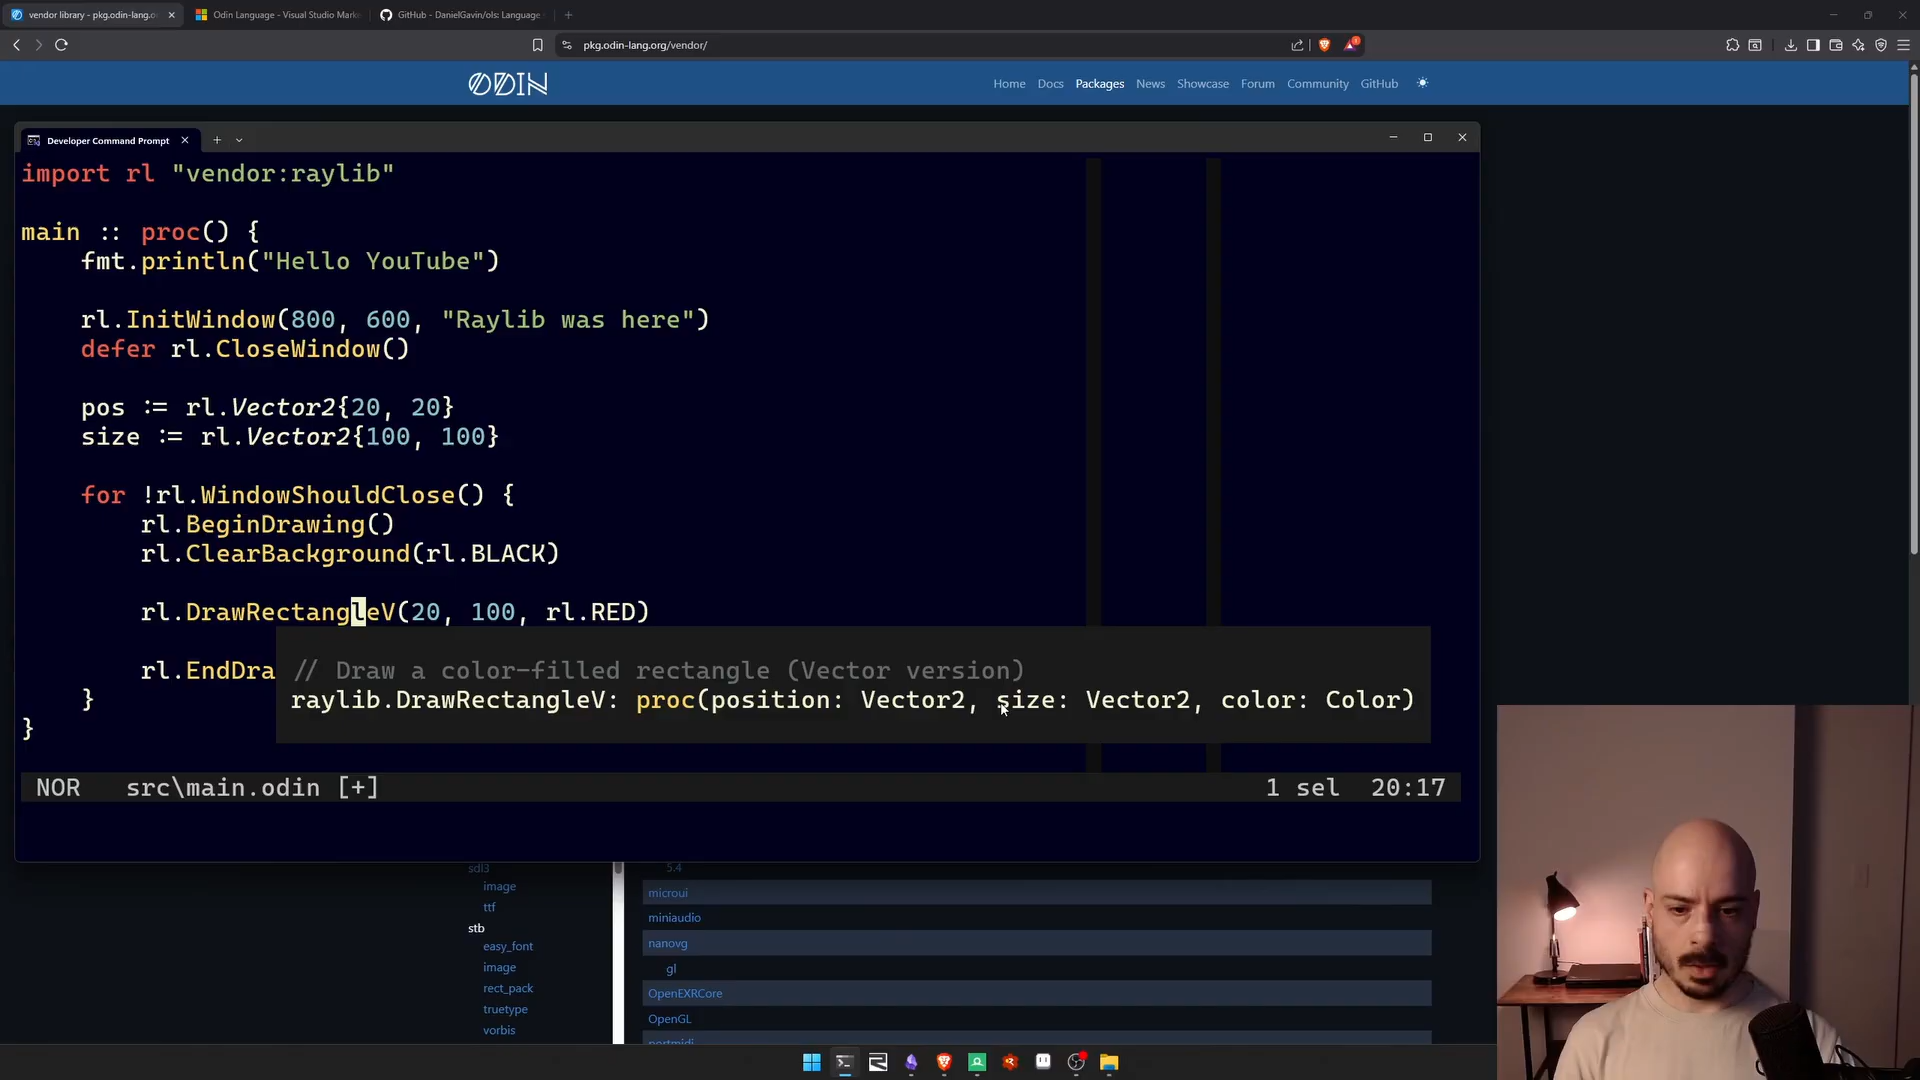 vendor library - pkg.odin-lang.o
Odin Language - Visual Studio Mark
GitHub - DanielGavin/ols: Language
pkg.odin-lang.org/vendor/
ODIN
Home Docs Packages News Showcase Forum Community GitHub
Developer Command Prompt
import rl "vendor:raylib"
main :: proc() {
fmt.println("Hello YouTube")
rl.InitWindow(800, 600, "Raylib was here")
defer rl.CloseWindow()
pos := rl.Vector2{20, 20}
size := rl.Vector2{100, 100}
for !rl.WindowShouldClose() {
rl.BeginDrawing()
rl.ClearBackground(rl.BLACK)
rl.DrawRectangleV(20, 100, rl.RED)
// Draw a color-filled rectangle (Vector version)
rl.EndDra
raylib.DrawRectangleV: proc(position: Vector2, size: Vector2, color: Color)
}
}
NOR src\main.odin [+] 1 sel 20:17
sdl3
image
ttf
stb
easy_font
image
rect_pack
truetype
vorbis
5.4
microui
miniaudio
nanovg
gl
OpenEXRCore
OpenGL
portmidi